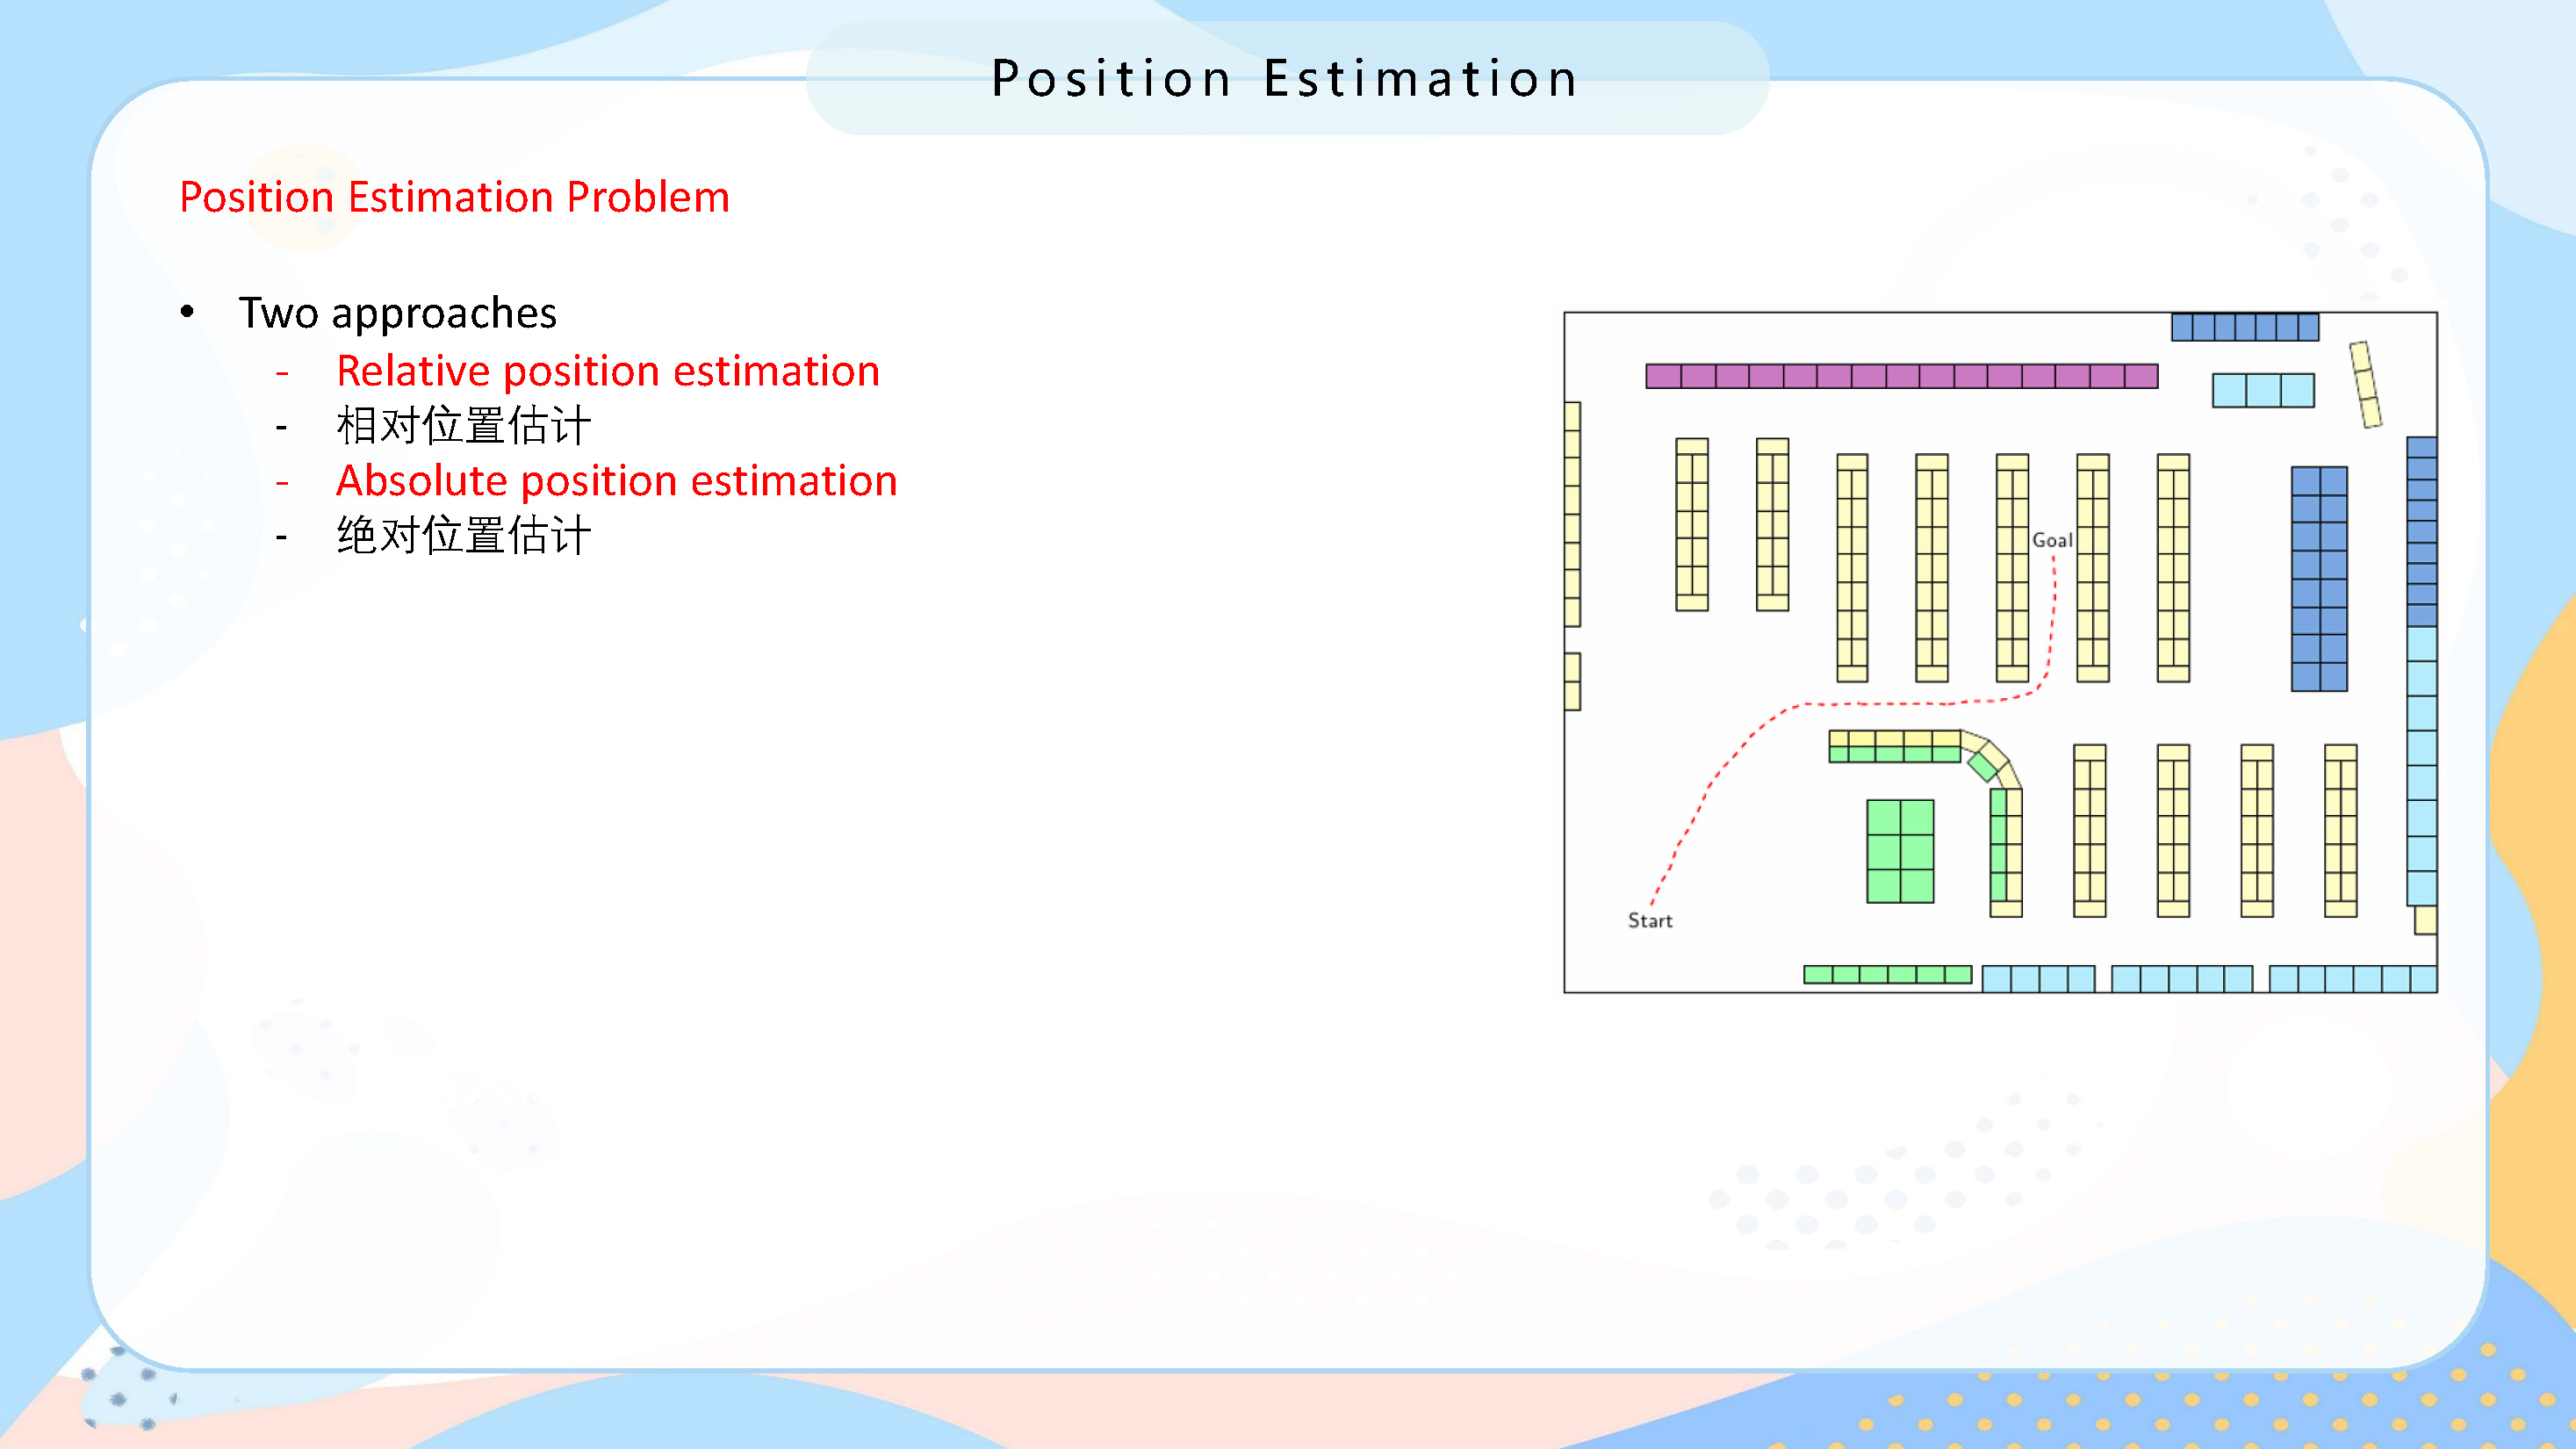 Position Estimation
Position Estimation Problem
• Two approaches
- Relative position estimation
- 相对位置估计
- Absolute position estimation
- 绝对位置估计
Goal
Start